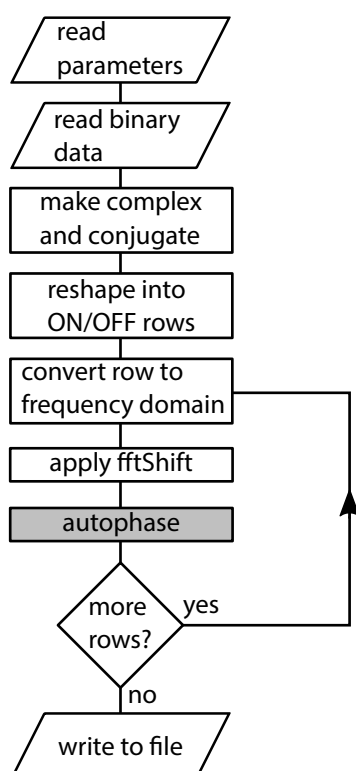 read
parameters
read binary
data
make complex
and conjugate
reshape into
ON/OFF rows
convert row to
frequency domain
apply fftShift
autophase
more
rows?
yes
no
write to file